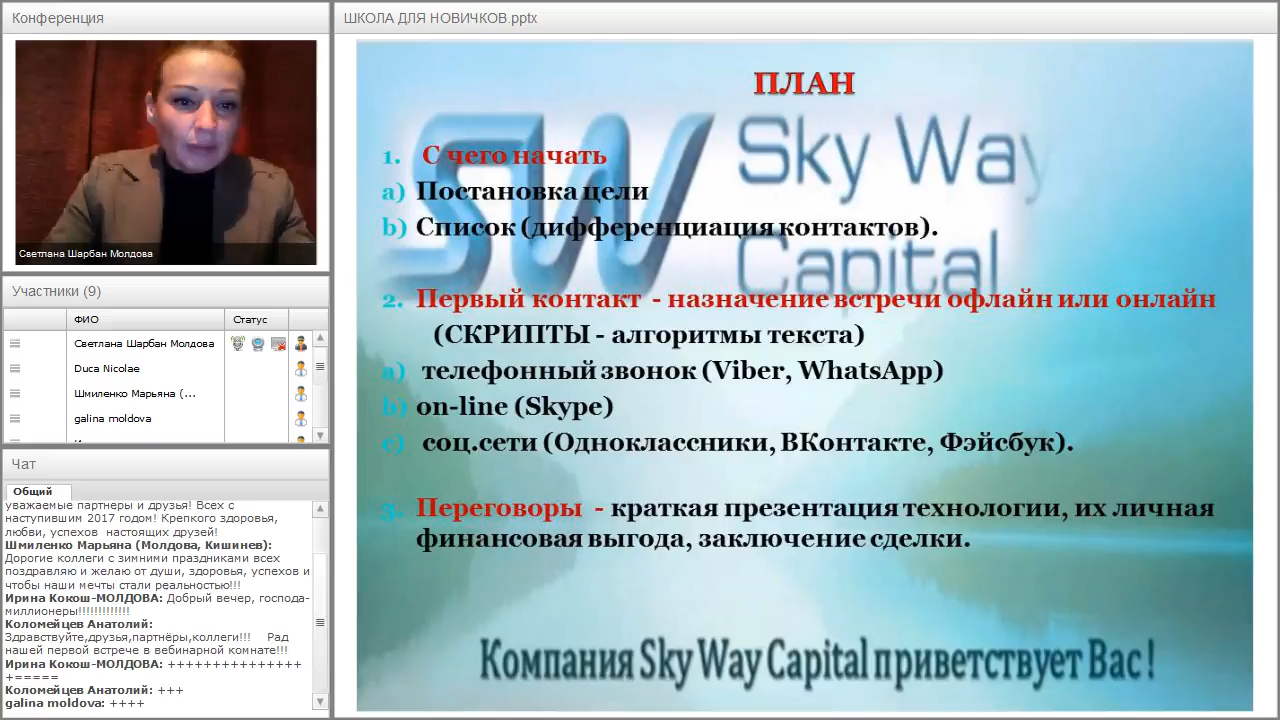 Конференция
Светлана Шарбан Молдова
Участники (9)
ФИО
Статус
Светлана Шарбан Молдова
Duca Nicolae
Шмиленко Марьяна (...
galina moldova
Чат
Общий
уважаемые партнеры и друзья! Всех с
наступившим 2017 годом! Крепкого здоровья,
любви, успехов настоящих друзей!
Шмиленко Марьяна (Молдова, Кишинев):
Дорогие коллеги с зимними праздниками всех
поздравляю и желаю от души, здоровья, успехов и
чтобы наши мечты стали реальностью!!!
Ирина Кокош-МОЛДОВА: Добрый вечер, господа-
миллионеры!!!!!!!!!!!!!
Коломейцев Анатолий:
Здравствуйте,друзья,партнёры,коллеги!!! Рад
нашей первой встрече в вебинарной комнате!!!
Ирина Кокош-МОЛДОВА: +++++++++++++++
+=====
Коломейцев Анатолий: +++
galina moldova: ++++
ШКОЛА ДЛЯ НОВИЧКОВ.pptx
SW Sky Way
Capital
ПЛАН
1. С чего начать
a) Постановка цели
b) Список (дифференциация контактов).
2. Первый контакт - назначение встречи офлайн или онлайн
(СКРИПТЫ - алгоритмы текста)
a) телефонный звонок (Viber, WhatsApp)
b) on-line (Skype)
c) соц.сети (Одноклассники, ВКонтакте, Фэйсбук).
3. Переговоры - краткая презентация технологии, их личная
финансовая выгода, заключение сделки.
Компания Sky Way Capital приветствует Вас !